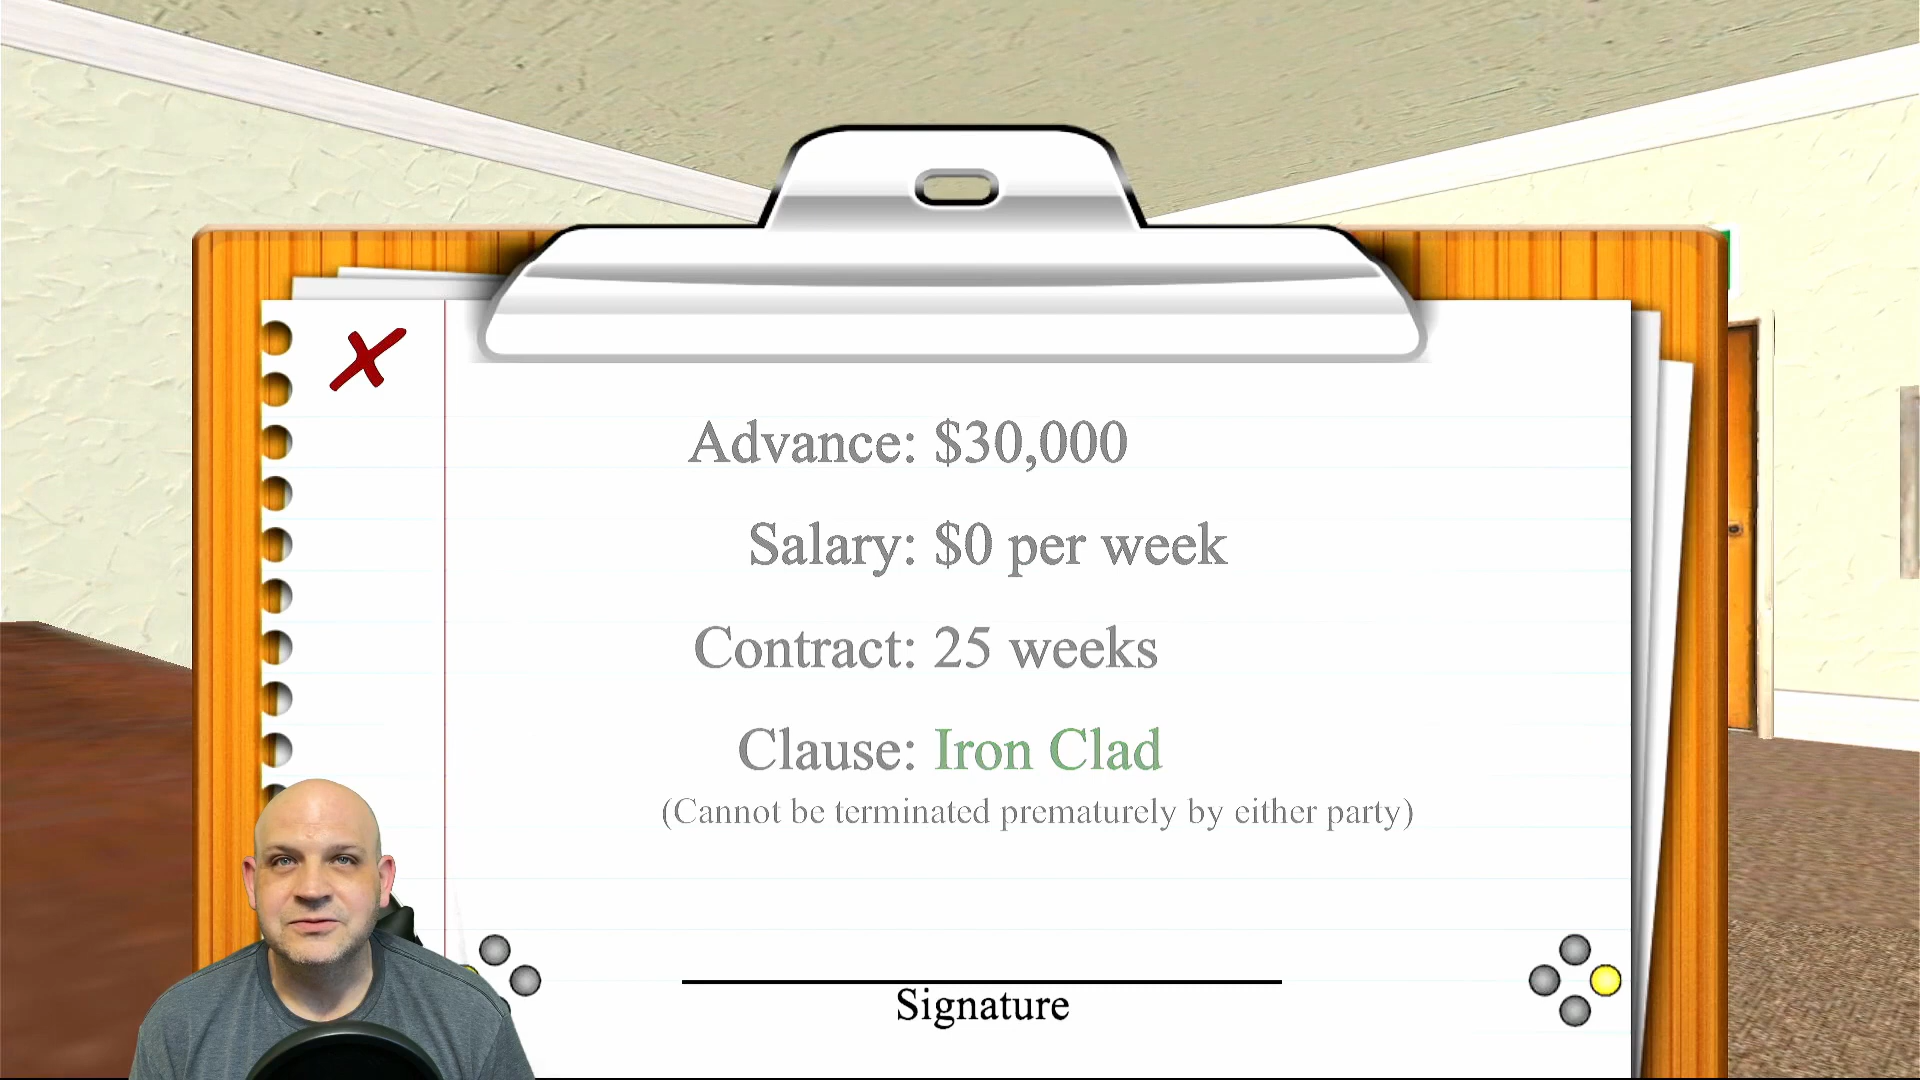 Advance: $30,000
Salary: $0 per week
Contract: 25 weeks
Clause: Iron Clad
(Cannot be terminated prematurely by either party)
Signature